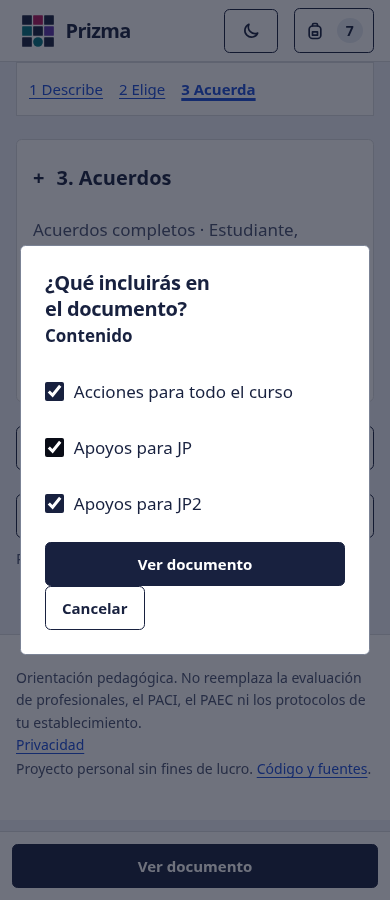 Prizma
7
1 Describe 2 Elige 3 Acuerda
+ 3. Acuerdos
Acuerdos completos · Estudiante,
¿Qué incluirás en
el documento?
Contenido
Acciones para todo el curso
Apoyos para JP
Apoyos para JP2
Ver documento
Cancelar
Orientación pedagógica. No reemplaza la evaluación
de profesionales, el PACI, el PAEC ni los protocolos de
tu establecimiento.
Privacidad
Proyecto personal sin fines de lucro. Código y fuentes.
Ver documento